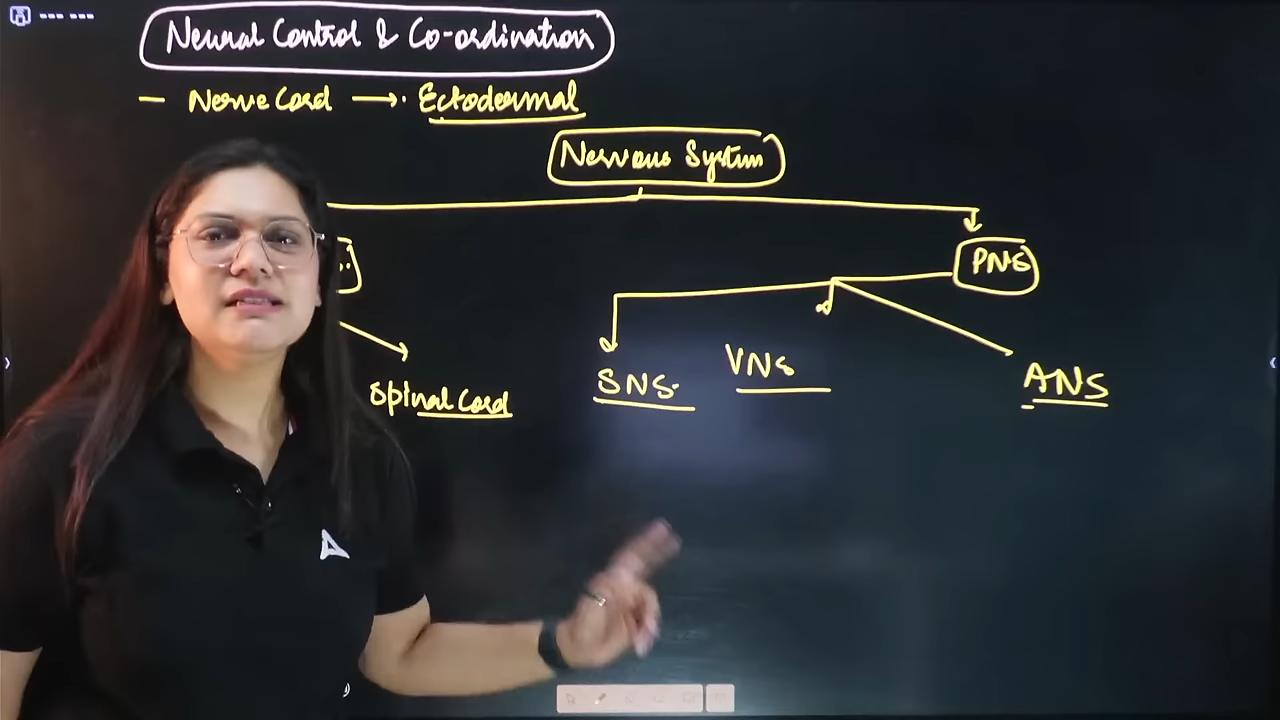 Neural Control & Co-ordination
— Nerve Cord → Ectodermal
Nervous System
PNS
SNS.
VNS
ANS
Spinal Cord